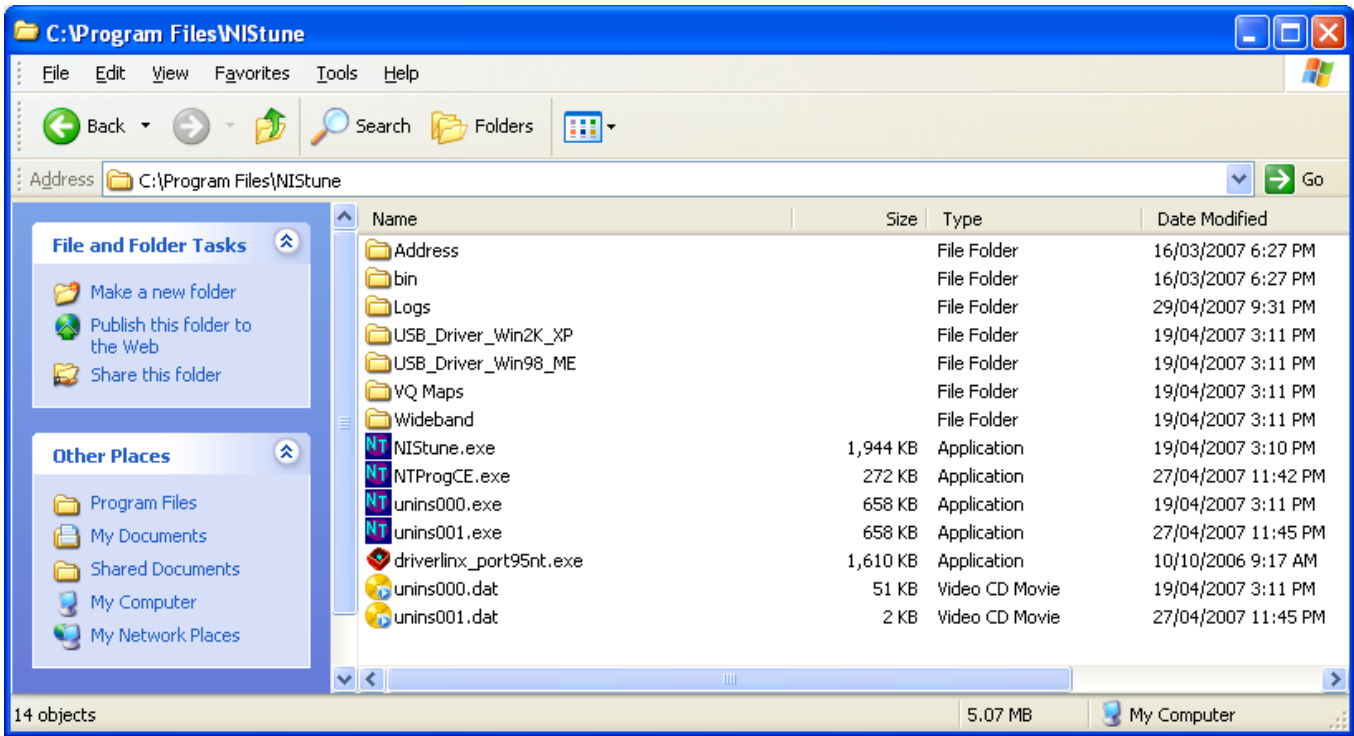 C:\Program Files\NIStune
File Edit View Favorites Tools Help
Back Search Folders
Address C:\Program Files\NIStune Go
File and Folder Tasks
Make a new folder
Publish this folder to
the Web
Share this folder
Other Places
Program Files
My Documents
Shared Documents
My Computer
My Network Places
Name Size Type Date Modified
Address File Folder 16/03/2007 6:27 PM
bin File Folder 16/03/2007 6:27 PM
Logs File Folder 29/04/2007 9:31 PM
USB_Driver_Win2K_XP File Folder 19/04/2007 3:11 PM
USB_Driver_Win98_ME File Folder 19/04/2007 3:11 PM
VQ Maps File Folder 19/04/2007 3:11 PM
Wideband File Folder 19/04/2007 3:11 PM
NT NIStune.exe 1,944 KB Application 19/04/2007 3:10 PM
NT NTProgCE.exe 272 KB Application 27/04/2007 11:42 PM
NT unins000.exe 658 KB Application 19/04/2007 3:11 PM
NT unins001.exe 658 KB Application 27/04/2007 11:45 PM
driverlinx_port95nt.exe 1,610 KB Application 10/10/2006 9:17 AM
unins000.dat 51 KB Video CD Movie 19/04/2007 3:11 PM
unins001.dat 2 KB Video CD Movie 27/04/2007 11:45 PM
14 objects 5.07 MB My Computer